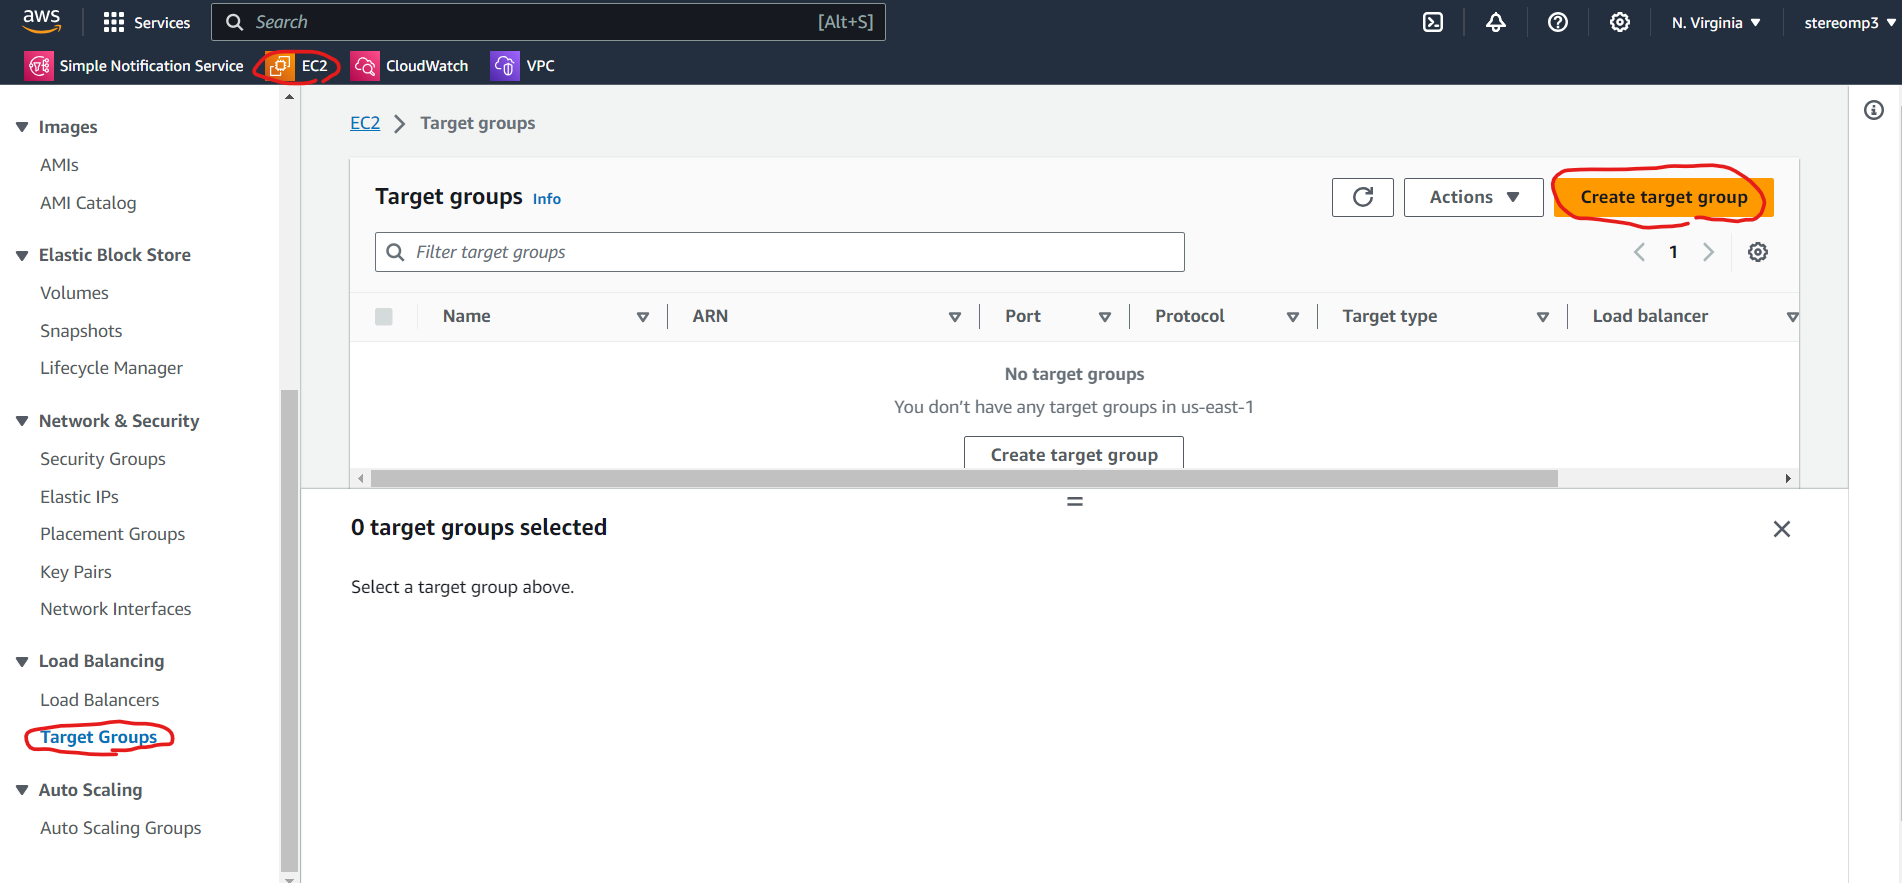 aws Services Search [Alt+S] N. Virginia stereomp3
Simple Notification Service EC2 CloudWatch VPC
Images
AMIs
AMI Catalog
Elastic Block Store
Volumes
Snapshots
Lifecycle Manager
Network & Security
Security Groups
Elastic IPs
Placement Groups
Key Pairs
Network Interfaces
Load Balancing
Load Balancers
Target Groups
Auto Scaling
Auto Scaling Groups
EC2 Target groups
Target groups Info Actions Create target group
Filter target groups 1
Name ARN Port Protocol Target type Load balancer
No target groups
You don’t have any target groups in us-east-1
Create target group
0 target groups selected
Select a target group above.